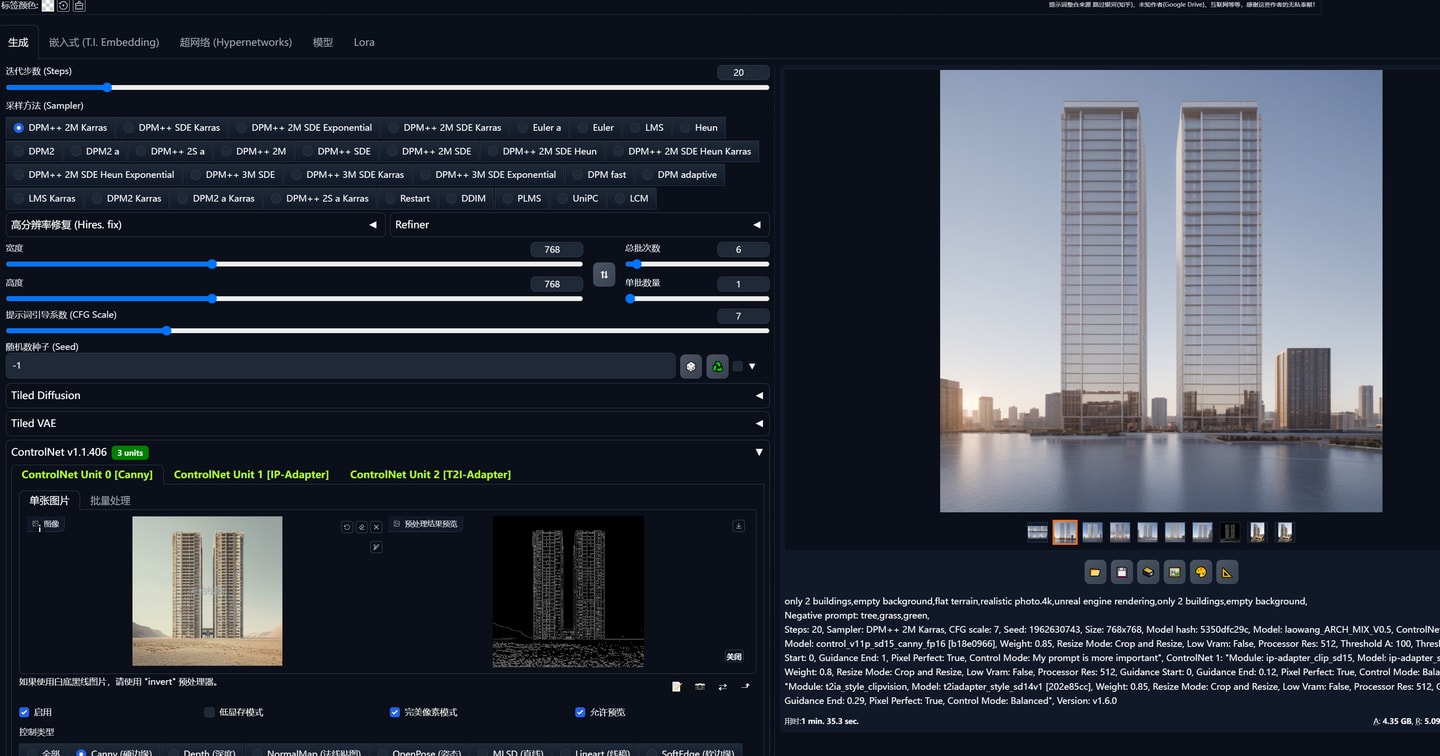 标签颜色:
提示词整合来源 路过银河(知乎)、未知作者(Google Drive)、互联网等等，感谢这些作者的无私奉献!
生成 嵌入式 (T.I. Embedding) 超网络 (Hypernetworks) 模型 Lora
迭代步数 (Steps) 20
采样方法 (Sampler)
DPM++ 2M Karras DPM++ SDE Karras DPM++ 2M SDE Exponential DPM++ 2M SDE Karras Euler a Euler LMS Heun
DPM2 DPM2 a DPM++ 2S a DPM++ 2M DPM++ SDE DPM++ 2M SDE DPM++ 2M SDE Heun DPM++ 2M SDE Heun Karras
DPM++ 2M SDE Heun Exponential DPM++ 3M SDE DPM++ 3M SDE Karras DPM++ 3M SDE Exponential DPM fast DPM adaptive
LMS Karras DPM2 Karras DPM2 a Karras DPM++ 2S a Karras Restart DDIM PLMS UniPC LCM
高分辨率修复 (Hires. fix) Refiner
宽度 768 总批次数 6
高度 768 单批数量 1
提示词引导系数 (CFG Scale) 7
随机数种子 (Seed)
-1
Tiled Diffusion
Tiled VAE
ControlNet v1.1.406 3 units
ControlNet Unit 0 [Canny] ControlNet Unit 1 [IP-Adapter] ControlNet Unit 2 [T2I-Adapter]
单张图片 批量处理
图像 预处理结果预览
关闭
如果使用白底黑线图片，请使用 "invert" 预处理器。
启用 低显存模式 完美像素模式 允许预览
控制类型
全部 Canny (硬边缘) Depth (深度) NormalMap (法线贴图) OpenPose (姿态) MLSD (直线) Lineart (线稿) SoftEdge (软边缘)
only 2 buildings,empty background,flat terrain,realistic photo.4k,unreal engine rendering,only 2 buildings,empty background,
Negative prompt: tree,grass,green,
Steps: 20, Sampler: DPM++ 2M Karras, CFG scale: 7, Seed: 1962630743, Size: 768x768, Model hash: 5350dfc29c, Model: laowang_ARCH_MIX_V0.5, ControlNe
Model: control_v11p_sd15_canny_fp16 [b18e0966], Weight: 0.85, Resize Mode: Crop and Resize, Low Vram: False, Processor Res: 512, Threshold A: 100, Thres
Start: 0, Guidance End: 1, Pixel Perfect: True, Control Mode: My prompt is more important", ControlNet 1: "Module: ip-adapter_clip_sd15, Model: ip-adapter_s
Weight: 0.8, Resize Mode: Crop and Resize, Low Vram: False, Processor Res: 512, Guidance Start: 0, Guidance End: 0.12, Pixel Perfect: True, Control Mode: Bala
"Module: t2ia_style_clipvision, Model: t2iadapter_style_sd14v1 [202e85cc], Weight: 0.85, Resize Mode: Crop and Resize, Low Vram: False, Processor Res: 512, G
Guidance End: 0.29, Pixel Perfect: True, Control Mode: Balanced", Version: v1.6.0
用时:1 min. 35.3 sec. A: 4.35 GB, R: 5.09